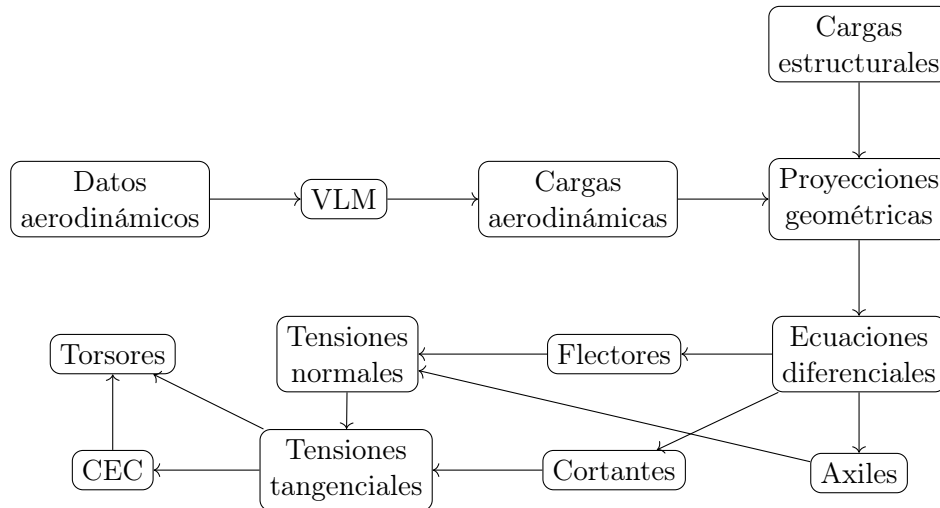 Cargas
estructurales
Datos
aerodinámicos
VLM
Cargas
aerodinámicas
Proyecciones
geométricas
Torsores
Tensiones
normales
Flectores
Ecuaciones
diferenciales
CEC
Tensiones
tangenciales
Cortantes
Axiles